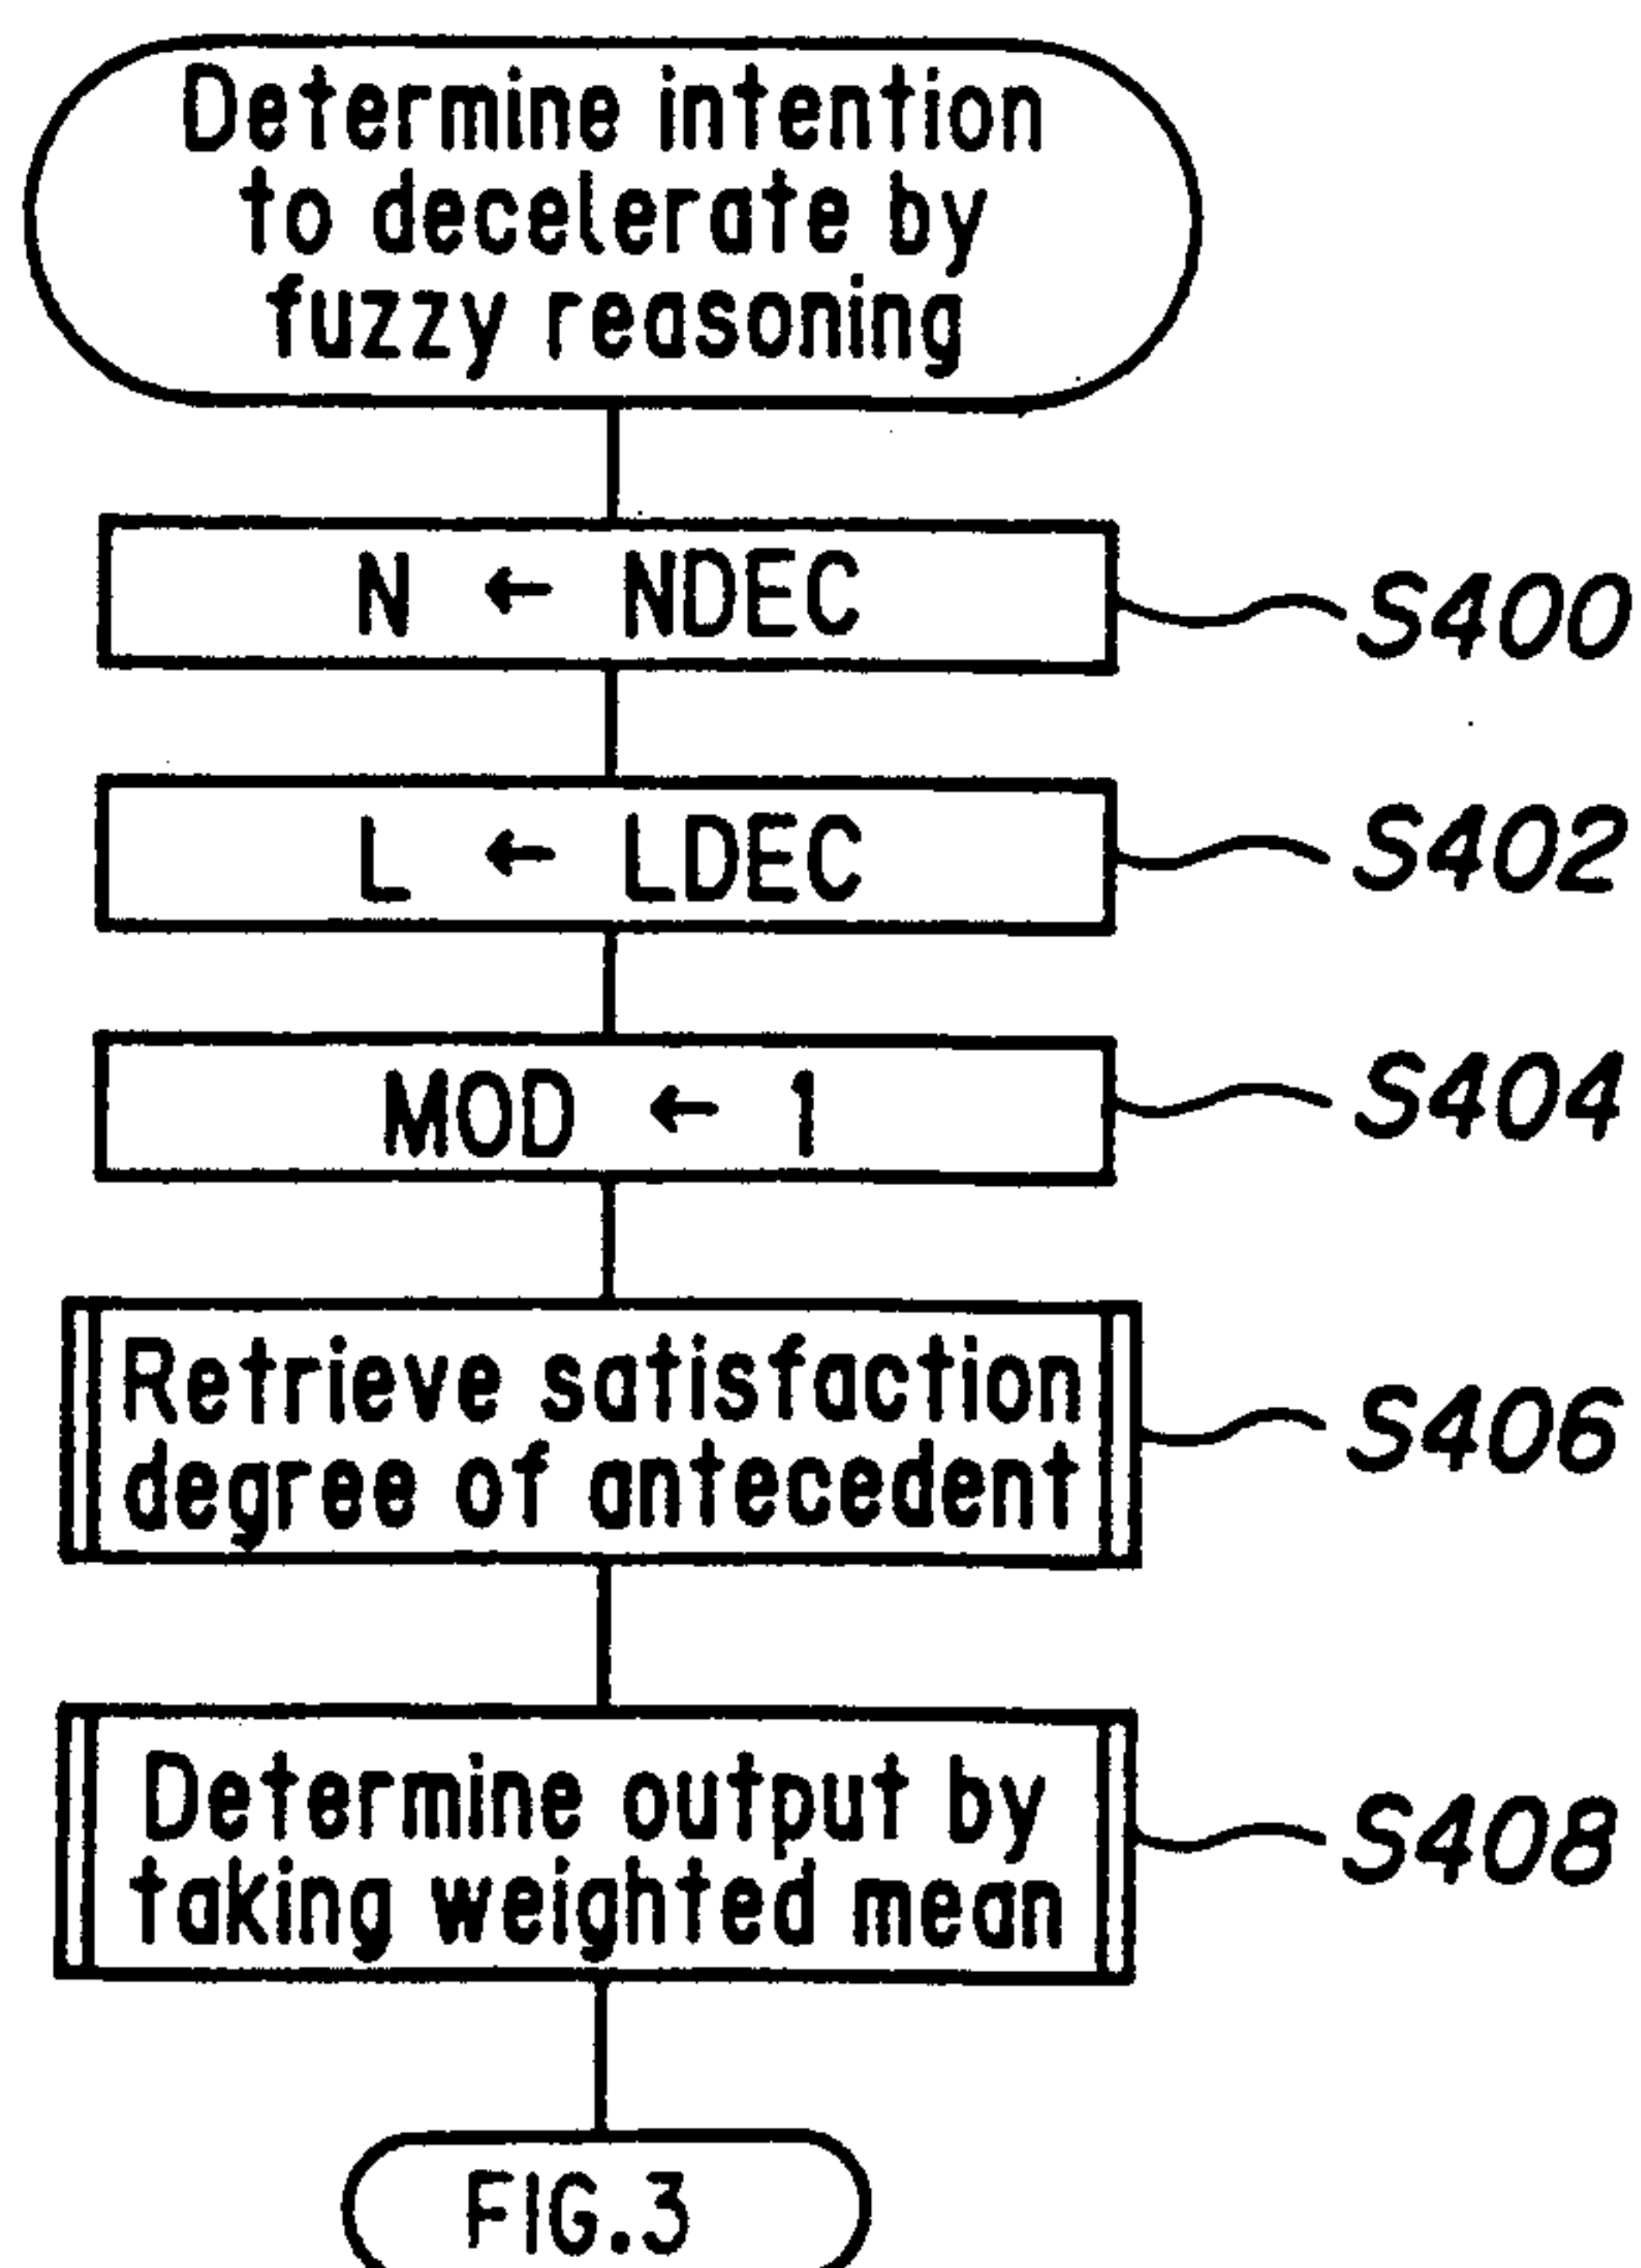 Determine intention
to decelerate by
fuzzy reasoning
N ← NDEC
S400
L ← LDEC
S402
MOD ← 1
S404
Retrieve satisfaction
degree of antecedent
S406
Determine output by
taking weighted mean
S408
FIG.3